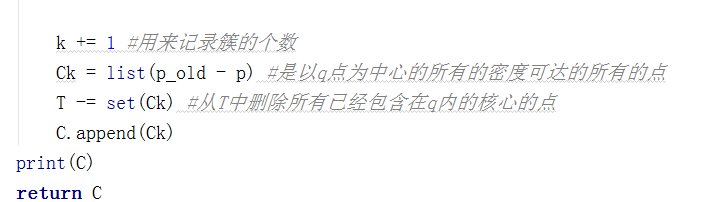 k += 1 #用来记录簇的个数
Ck = list(p_old - p) #是以q点为中心的所有的密度可达的所有的点
T -= set(Ck) #从T中删除所有已经包含在q内的核心的点
C.append(Ck)
print(C)
return C